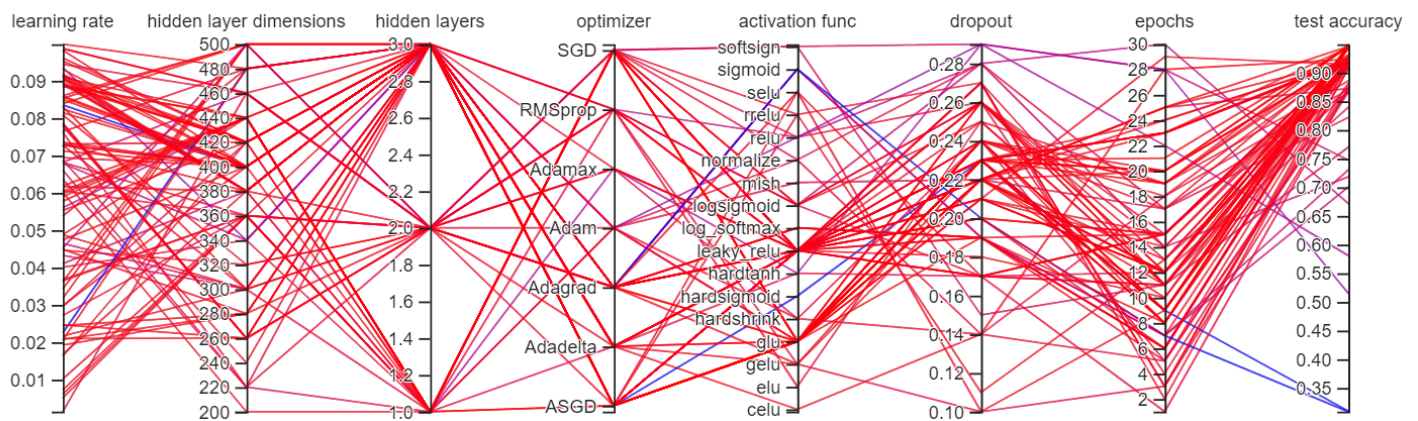 learning rate hidden layer dimensions hidden layers optimizer activation func dropout epochs test accuracy
0.09
0.08
0.07
0.06
0.05
0.04
0.03
0.02
0.01
500
480
460
440
420
400
380
360
340
320
300
280
260
220
200
3.0
2.8
2.6
2.4
2.2
2.0
1.8
1.6
1.4
1.2
1.0
SGD
RMSprop
Adamax
Adam
Adagrad
Adadelta
ASGD
softsign
sigmoid
selu
rrelu
relu
normalize
mish
logsigmoid
log_softmax
leaky_relu
hardtanh
hardsigmoid
hardshrink
glu
gelu
elu
celu
0.28
0.26
0.24
0.22
0.20
0.18
0.16
0.14
0.12
0.10
30
28
26
24
22
20
18
16
14
12
10
8
6
4
2
0.90
0.85
0.80
0.75
0.70
0.65
0.60
0.55
0.50
0.45
0.40
0.35